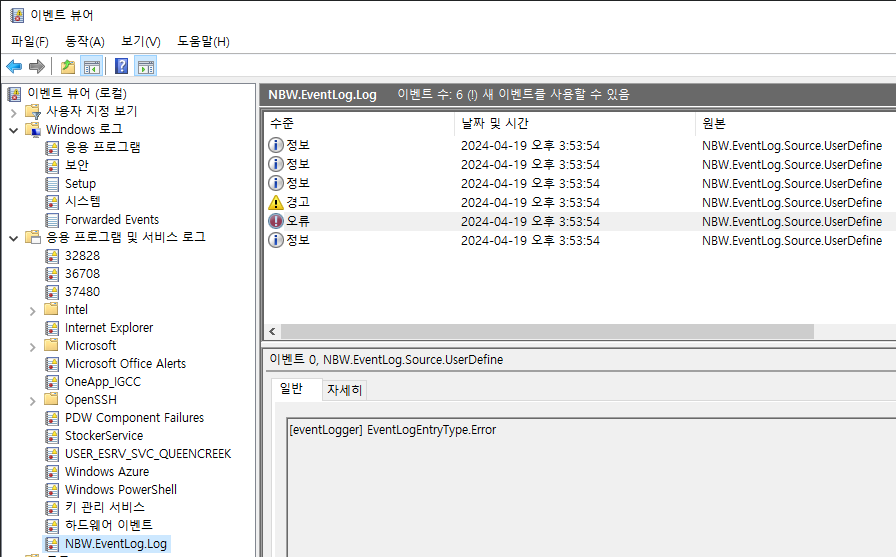 이벤트 뷰어
파일(F) 동작(A) 보기(V) 도움말(H)
이벤트 뷰어 (로컬)
사용자 지정 보기
Windows 로그
응용 프로그램
보안
Setup
시스템
Forwarded Events
응용 프로그램 및 서비스 로그
32828
36708
37480
Intel
Internet Explorer
Microsoft
Microsoft Office Alerts
OneApp_IGCC
OpenSSH
PDW Component Failures
StockerService
USER_ESRV_SVC_QUEENCREEK
Windows Azure
Windows PowerShell
키 관리 서비스
하드웨어 이벤트
NBW.EventLog.Log
NBW.EventLog.Log 이벤트 수: 6 (!) 새 이벤트를 사용할 수 있음
수준 날짜 및 시간 원본
정보 2024-04-19 오후 3:53:54 NBW.EventLog.Source.UserDefine
정보 2024-04-19 오후 3:53:54 NBW.EventLog.Source.UserDefine
정보 2024-04-19 오후 3:53:54 NBW.EventLog.Source.UserDefine
경고 2024-04-19 오후 3:53:54 NBW.EventLog.Source.UserDefine
오류 2024-04-19 오후 3:53:54 NBW.EventLog.Source.UserDefine
정보 2024-04-19 오후 3:53:54 NBW.EventLog.Source.UserDefine
이벤트 0, NBW.EventLog.Source.UserDefine
일반 자세히
[eventLogger] EventLogEntryType.Error